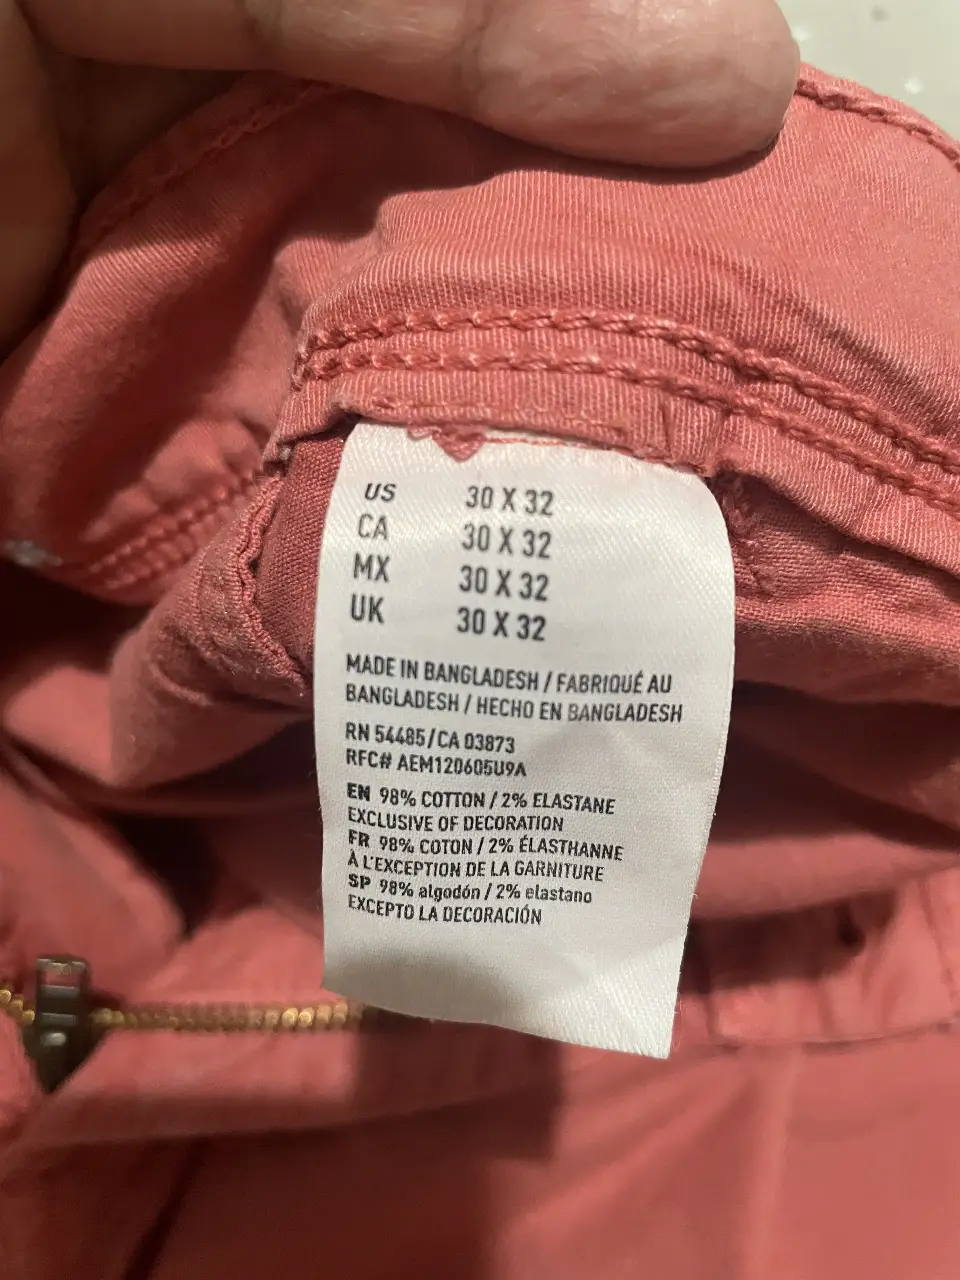 US 30 X 32
CA 30 X 32
MX 30 X 32
UK 30 X 32
MADE IN BANGLADESH / FABRIQUÉ AU
BANGLADESH / HECHO EN BANGLADESH
RN 54485/CA 03873
RFC# AEM120605U9A
EN 98% COTTON / 2% ELASTANE
EXCLUSIVE OF DECORATION
FR 98% COTON / 2% ÉLASTHANNE
À L'EXCEPTION DE LA GARNITURE
SP 98% algodón / 2% elastano
EXCEPTO LA DECORACIÓN